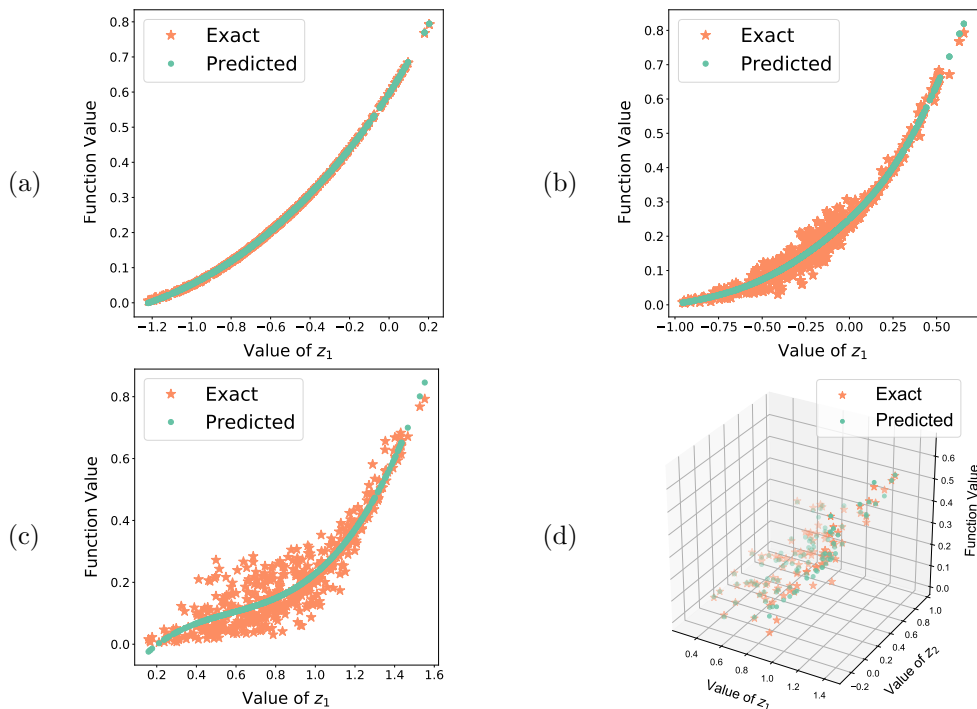 (a)
Function Value
0.8
0.7
0.6
0.5
0.4
0.3
0.2
0.1
0.0
Exact
Predicted
−1.2 −1.0 −0.8 −0.6 −0.4 −0.2 0.0 0.2
Value of z₁
(b)
Function Value
0.8
0.7
0.6
0.5
0.4
0.3
0.2
0.1
0.0
Exact
Predicted
−1.00 −0.75 −0.50 −0.25 0.00 0.25 0.50
Value of z₁
(c)
Function Value
0.8
0.6
0.4
0.2
0.0
Exact
Predicted
0.2 0.4 0.6 0.8 1.0 1.2 1.4 1.6
Value of z₁
(d)
Exact
Predicted
0.6
0.5
0.4
0.3
0.2
0.1
0.0
Function Value
1.0
0.8
0.6
0.4
0.2
0.0
−0.2
Value of z₂
0.4 0.6 0.8 1.0 1.2 1.4
Value of z₁